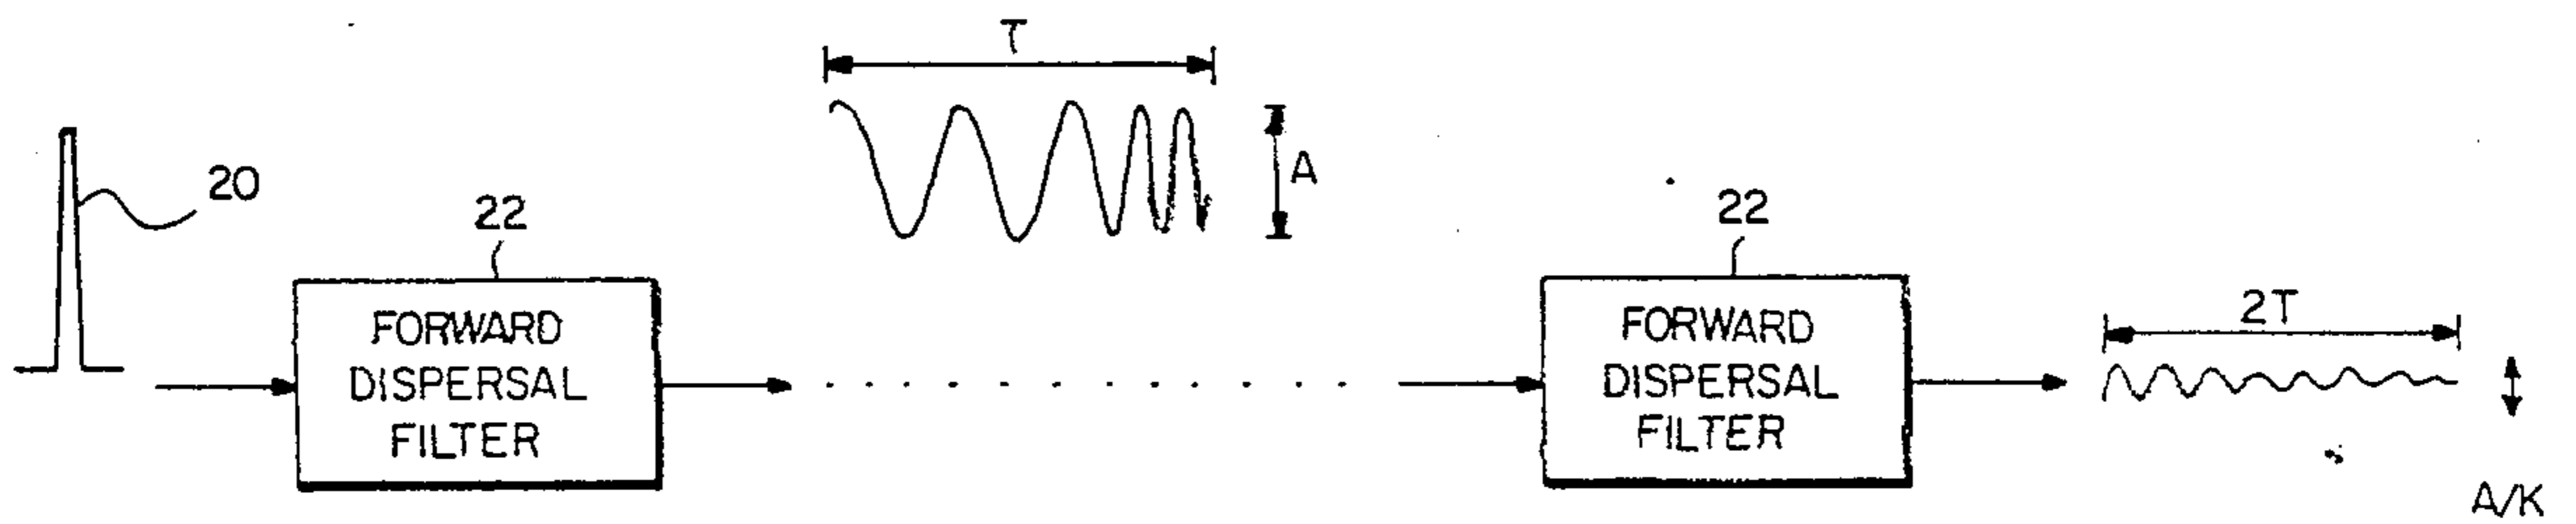 T
20
22
A
22
FORWARD
DISPERSAL
FILTER
FORWARD
DISPERSAL
FILTER
2T
A/K